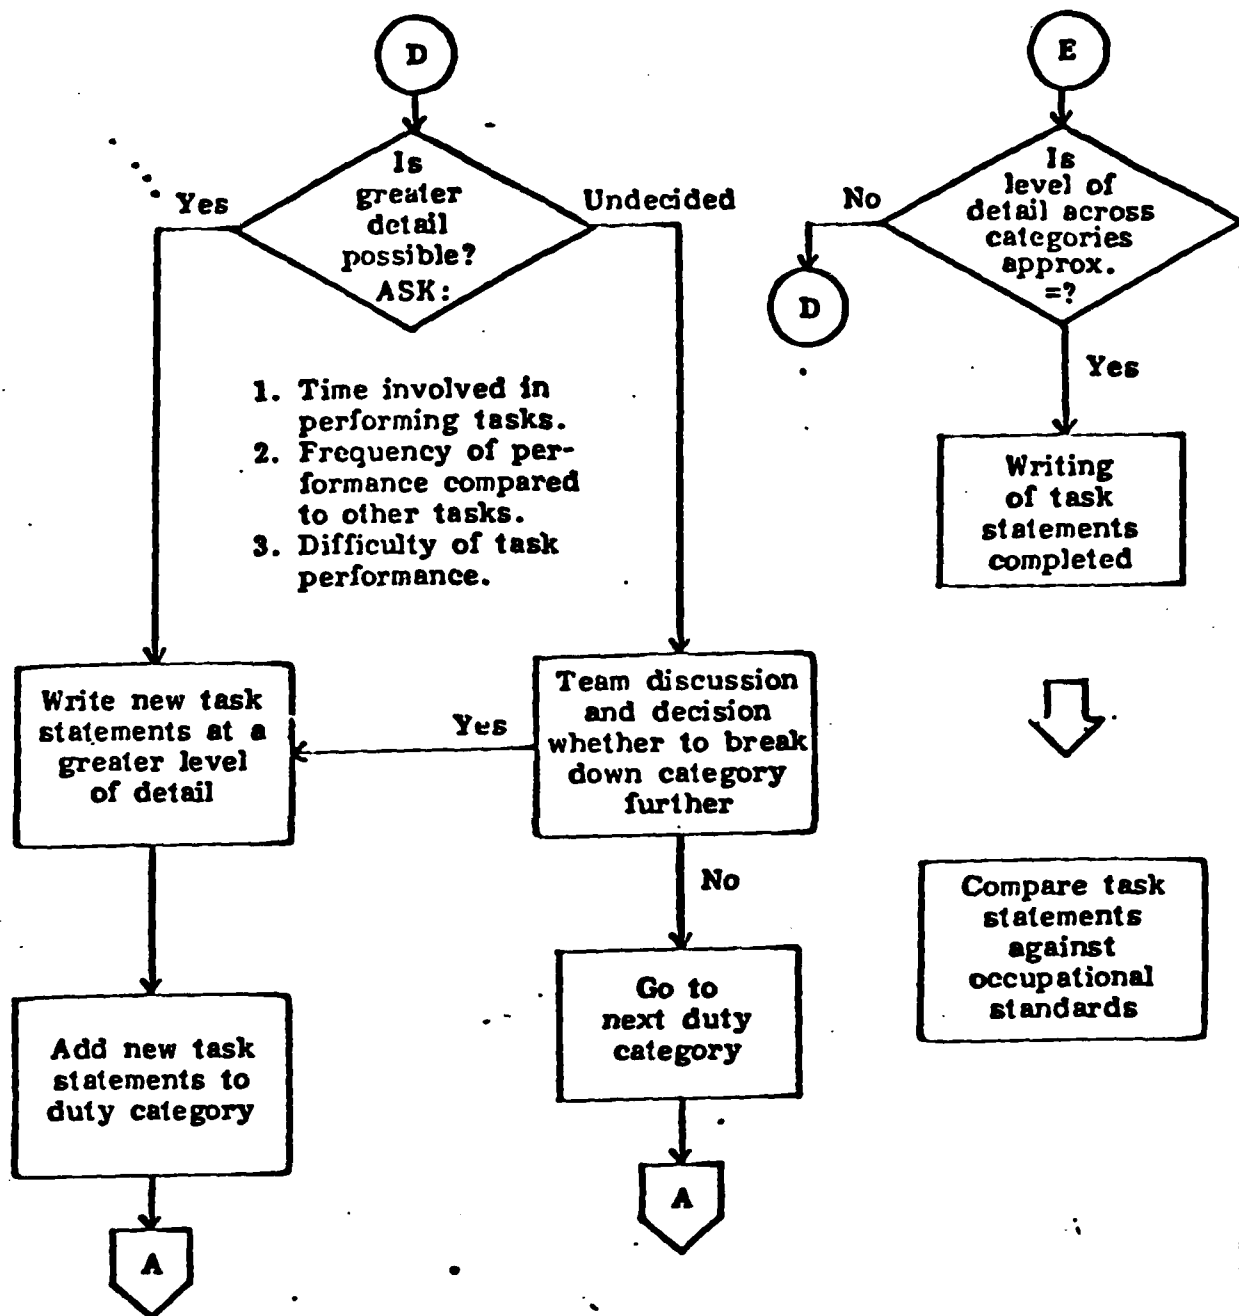 D
Is
greater
detail
possible?
ASK:
Yes
Undecided
1. Time involved in
performing tasks.
2. Frequency of per-
formance compared
to other tasks.
3. Difficulty of task
performance.
Write new task
statements at a
greater level
of detail
Yes
Team discussion
and decision
whether to break
down category
further
No
Add new task
statements to
duty category
Go to
next duty
category
A
A
E
Is
level of
detail across
categories
approx.
=?
No
D
Yes
Writing
of task
statements
completed
Compare task
statements
against
occupational
standards